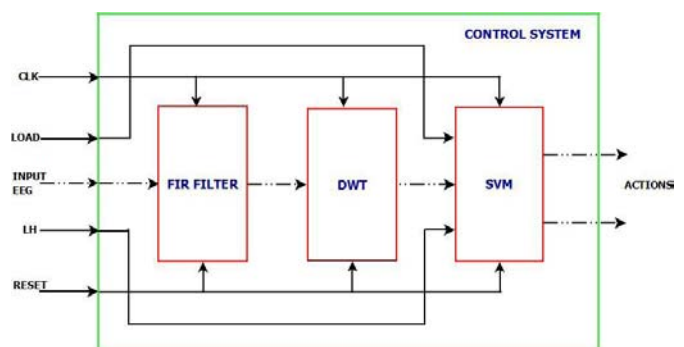 CONTROL SYSTEM
CLK
LOAD
INPUT
EEG
FIR FILTER
DWT
SVM
ACTIONS
LH
RESET